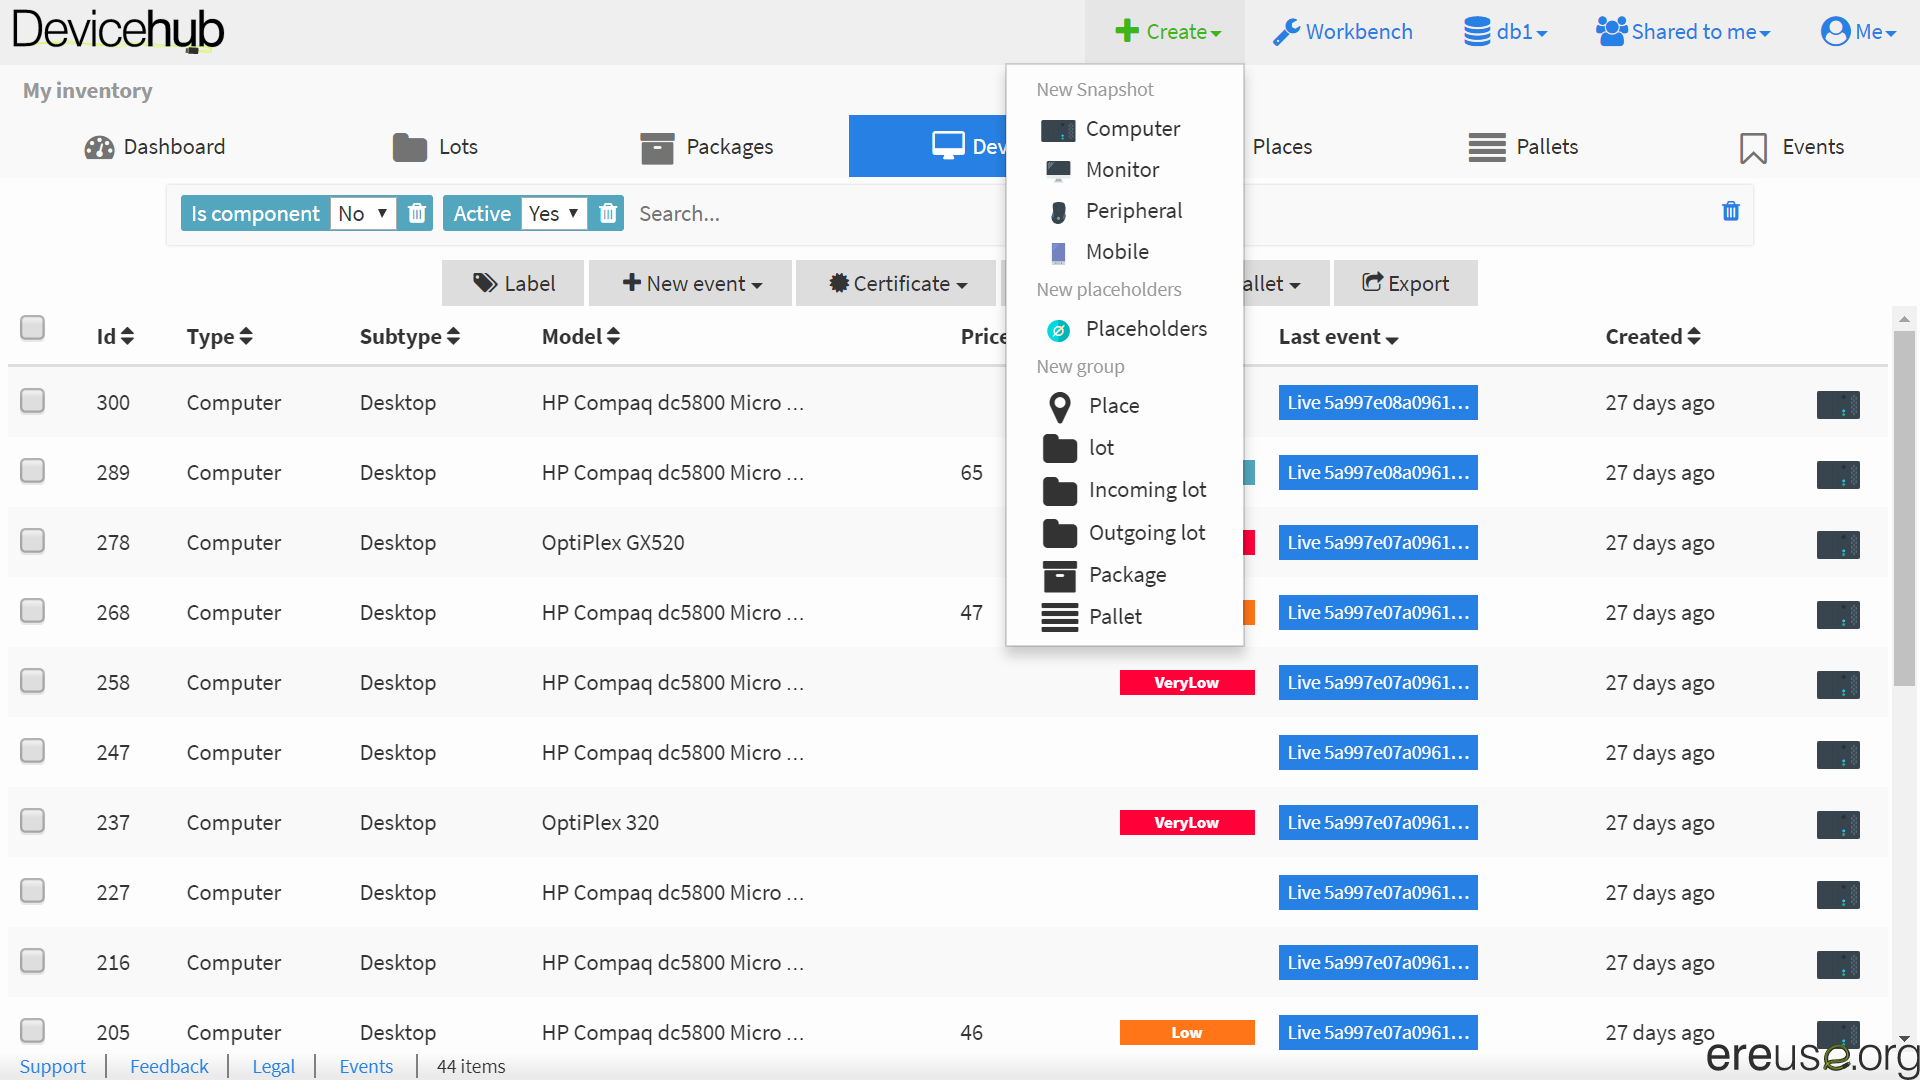 Devicehub
Create Workbench db1 Shared to me Me
My inventory
New Snapshot
Computer
Monitor
Peripheral
Mobile
New placeholders
Placeholders
New group
Place
lot
Incoming lot
Outgoing lot
Package
Pallet
Dashboard Lots Packages Dev Places Pallets Events
Is component No Active Yes Search...
Label New event Certificate allet Export
Id Type Subtype Model Price Last event Created
300 Computer Desktop HP Compaq dc5800 Micro ... Live 5a997e08a0961... 27 days ago
289 Computer Desktop HP Compaq dc5800 Micro ... 65 Live 5a997e08a0961... 27 days ago
278 Computer Desktop OptiPlex GX520 Live 5a997e07a0961... 27 days ago
268 Computer Desktop HP Compaq dc5800 Micro ... 47 Live 5a997e07a0961... 27 days ago
258 Computer Desktop HP Compaq dc5800 Micro ... VeryLow Live 5a997e07a0961... 27 days ago
247 Computer Desktop HP Compaq dc5800 Micro ... Live 5a997e07a0961... 27 days ago
237 Computer Desktop OptiPlex 320 VeryLow Live 5a997e07a0961... 27 days ago
227 Computer Desktop HP Compaq dc5800 Micro ... Live 5a997e07a0961... 27 days ago
216 Computer Desktop HP Compaq dc5800 Micro ... Live 5a997e07a0961... 27 days ago
205 Computer Desktop HP Compaq dc5800 Micro ... 46 Low Live 5a997e07a0961... 27 days ago
Support Feedback Legal Events 44 items
ereuse.org